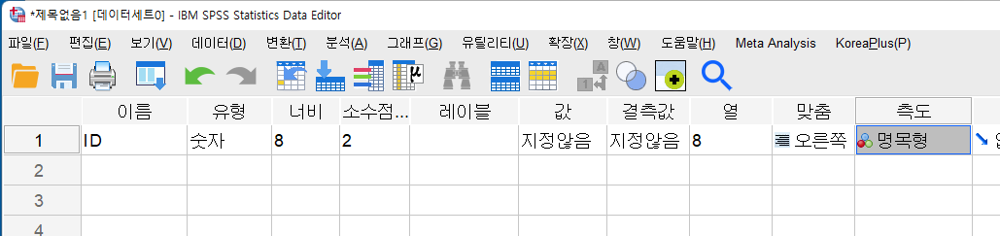 *제목없음1 [데이터세트0] - IBM SPSS Statistics Data Editor
파일(F) 편집(E) 보기(V) 데이터(D) 변환(T) 분석(A) 그래프(G) 유틸리티(U) 확장(X) 창(W) 도움말(H) Meta Analysis KoreaPlus(P)
이름 유형 너비 소수점... 레이블 값 결측값 열 맞춤 측도
1 ID 숫자 8 2 지정않음 지정않음 8 오른쪽 명목형
2
3
4